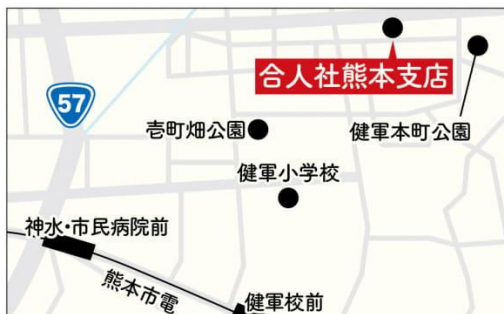 合人社熊本支店
57
壱町畑公園
健軍本町公園
健軍小学校
神水・市民病院前
熊本市電
健軍校前